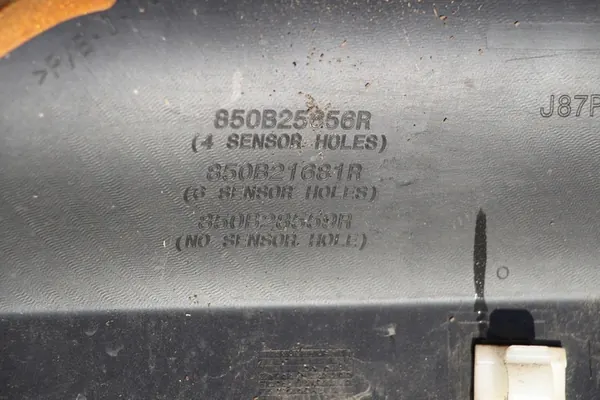 >P/E-
850B25856R
(4 SENSOR HOLES)
J87F
850B21681R
(6 SENSOR HOLES)
(NO SENSOR HOLE)